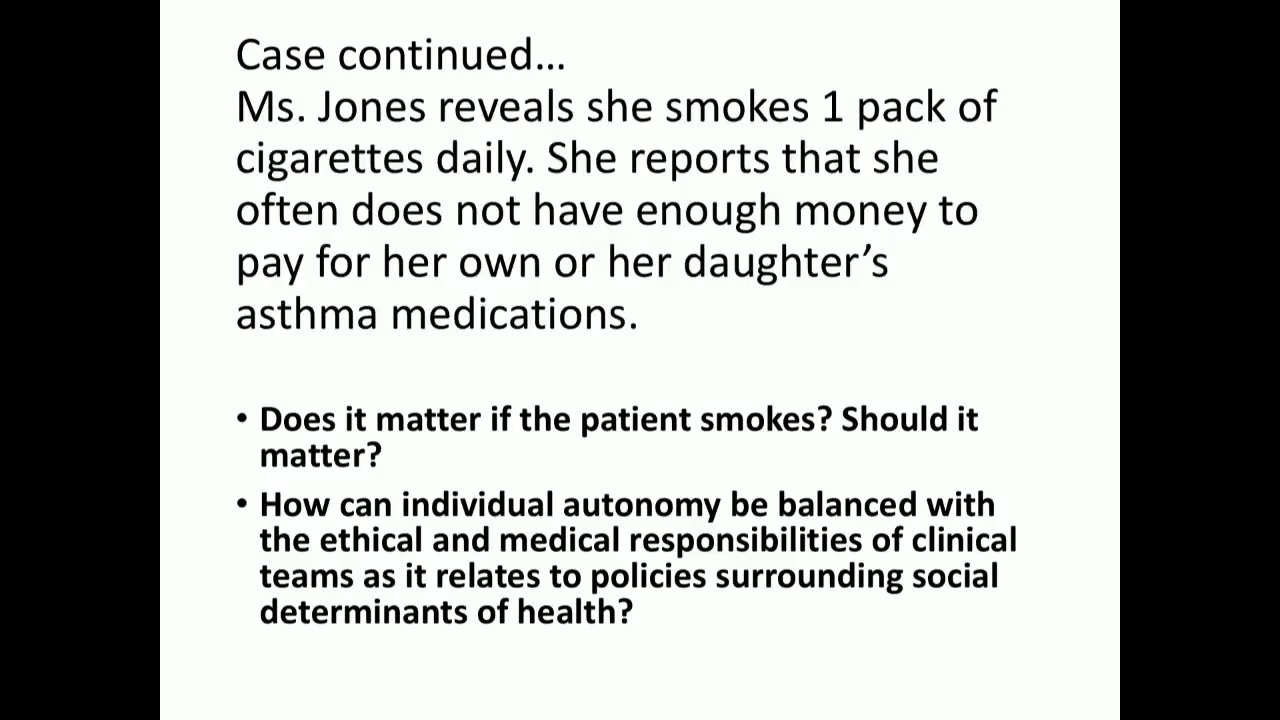 Case continued...
Ms. Jones reveals she smokes 1 pack of
cigarettes daily. She reports that she
often does not have enough money to
pay for her own or her daughter’s
asthma medications.
• Does it matter if the patient smokes? Should it
matter?
• How can individual autonomy be balanced with
the ethical and medical responsibilities of clinical
teams as it relates to policies surrounding social
determinants of health?